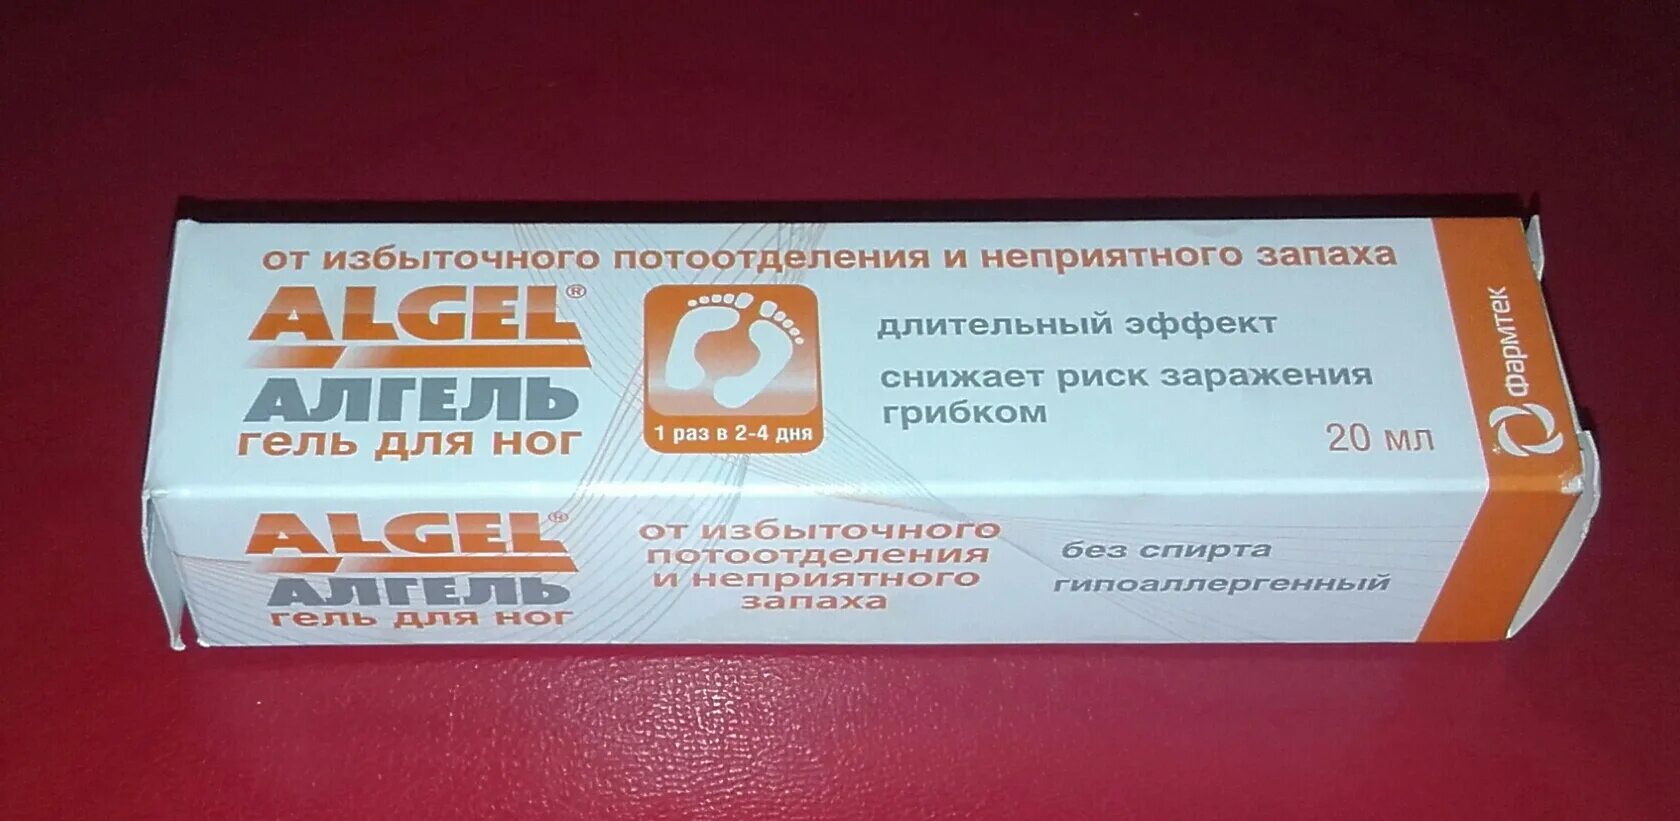 от избыточного потоотделения и неприятного запаха
ALGEL®
АЛГЕЛЬ
гель для ног
1 раз в 2-4 дня
длительный эффект
снижает риск заражения
грибком
20 мл
фармтек
ALGEL®
АЛГЕЛЬ
гель для ног
от избыточного
потоотделения
и неприятного
запаха
без спирта
гипоаллергенный